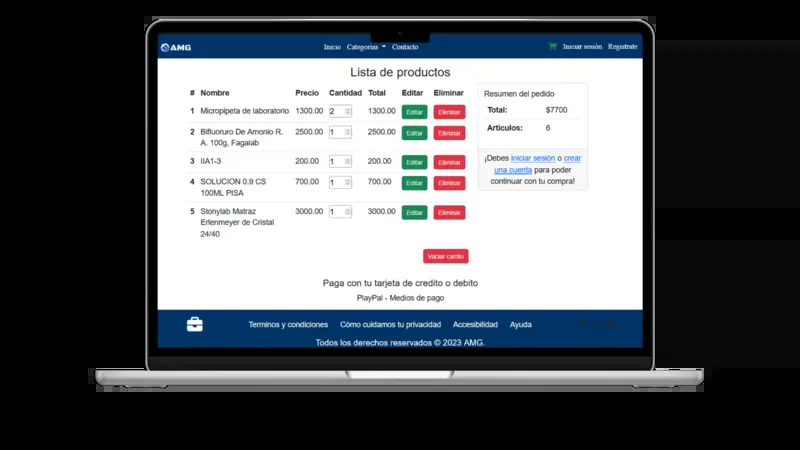 AMG
Inicio Categorias Contacto
Iniciar sesión Registrate
Lista de productos
# Nombre Precio Cantidad Total Editar Eliminar
1 Micropipeta de laboratorio 1300.00 2 1300.00 Editar Eliminar
2 Bifluoruro De Amonio R. 2500.00 1 2500.00 Editar Eliminar
A. 100g, Fagalab
3 IIA1-3 200.00 1 200.00 Editar Eliminar
4 SOLUCION 0.9 CS 700.00 1 700.00 Editar Eliminar
100ML PISA
5 Stonylab Matraz 3000.00 1 3000.00 Editar Eliminar
Erlenmeyer de Cristal
24/40
Vaciar carrito
Resumen del pedido
Total: $7700
Artículos: 6
¡Debes iniciar sesión o crear
una cuenta para poder
continuar con tu compra!
Paga con tu tarjeta de credito o debito
PlayPal - Medios de pago
Terminos y condiciones Cómo cuidamos tu privacidad Accesibilidad Ayuda
Todos los derechos reservados © 2023 AMG.